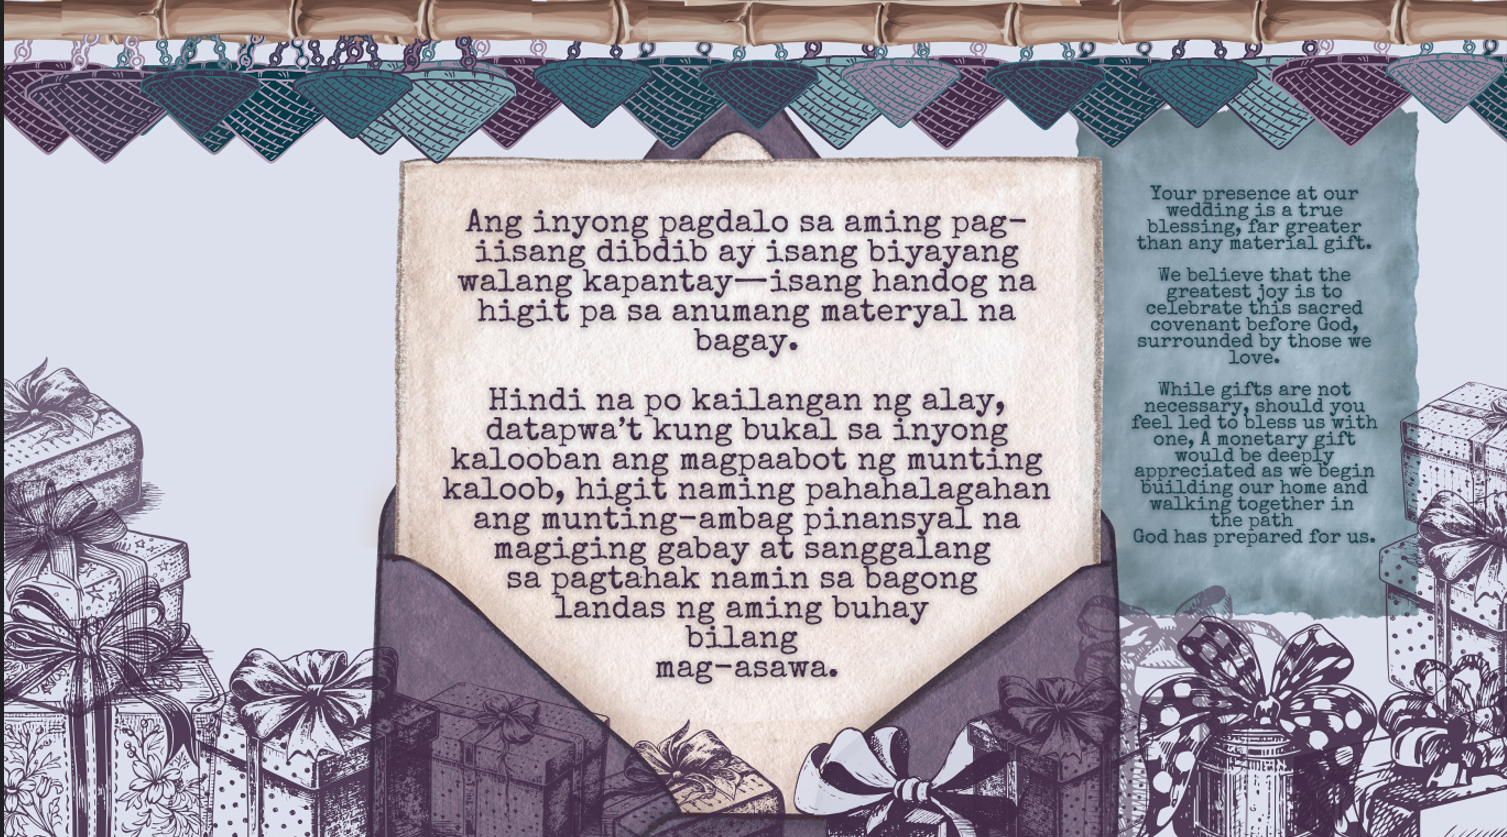 Ang inyong pagdalo sa aming pag-
iisang dibdib ay isang biyayang
walang kapantay—isang handog na
higit pa sa anumang materyal na
bagay.
Hindi na po kailangan ng alay,
datapwa't kung bukal sa inyong
kalooban ang magpaabot ng munting
kaloob, higit naming pahahalagahan
ang munting-ambag pinansyal na
magiging gabay at sanggalang
sa pagtahak namin sa bagong
landas ng aming buhay
bilang
mag-asawa.
Your presence at our
wedding is a true
blessing, far greater
than any material gift.
We believe that the
greatest joy is to
celebrate this sacred
covenant before God,
surrounded by those we
love.
While gifts are not
necessary, should you
feel led to bless us with
one, A monetary gift
would be deeply
appreciated as we begin
building our home and
walking together in
the path
God has prepared for us.